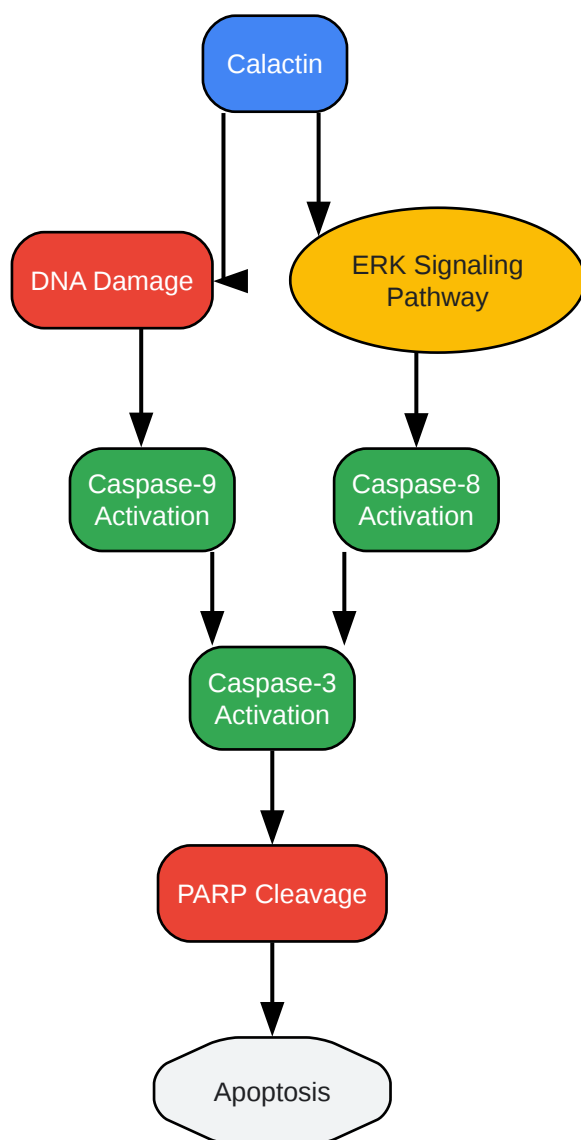 Calactin
DNA Damage
ERK Signaling
Pathway
Caspase-9
Activation
Caspase-8
Activation
Caspase-3
Activation
PARP Cleavage
Apoptosis